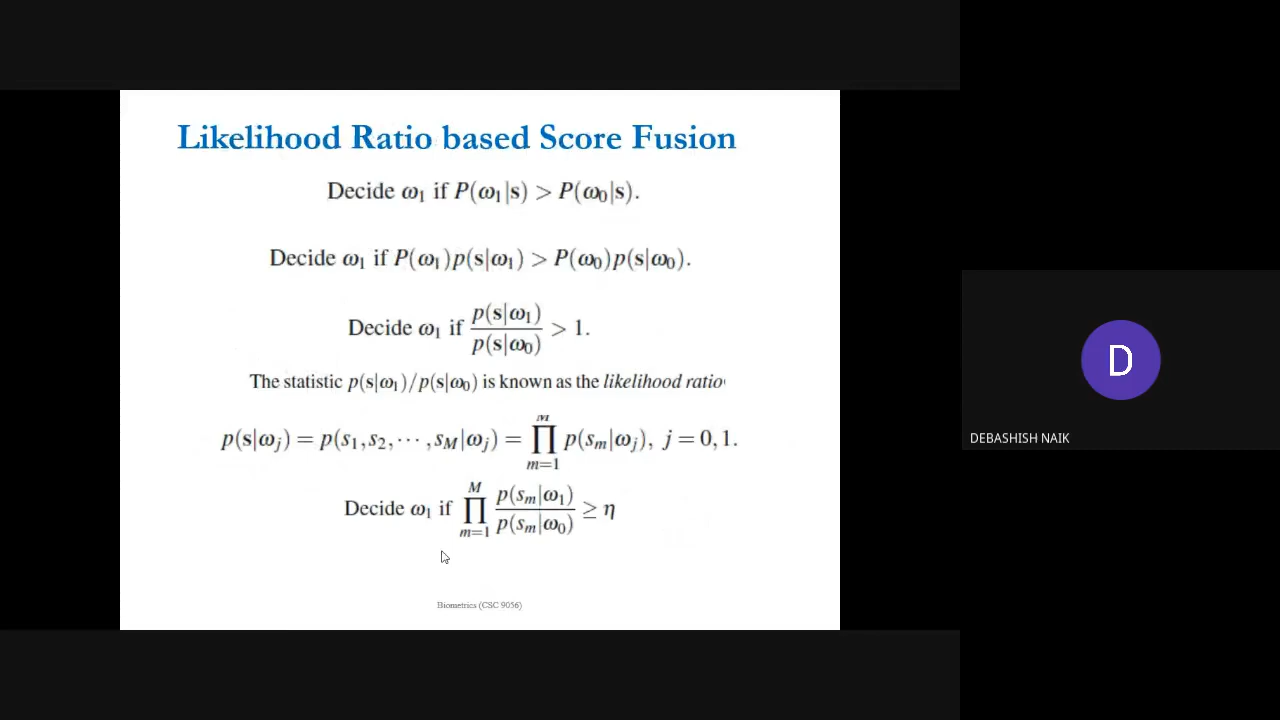 Likelihood Ratio based Score Fusion
Decide ω₁ if P(ω₁|s) > P(ω₀|s).
Decide ω₁ if P(ω₁)p(s|ω₁) > P(ω₀)p(s|ω₀).
Decide ω₁ if p(s|ω₁) / p(s|ω₀) > 1.
The statistic p(s|ω₁)/p(s|ω₀) is known as the likelihood ratio
p(s|ωⱼ) = p(s₁,s₂,⋯,s_M|ωⱼ) = ∏_{m=1}^{M} p(s_m|ωⱼ), j = 0,1.
Decide ω₁ if ∏_{m=1}^{M} p(s_m|ω₁) / p(s_m|ω₀) ≥ η
Biometrics (CSC 9056)
D
DEBASHISH NAIK